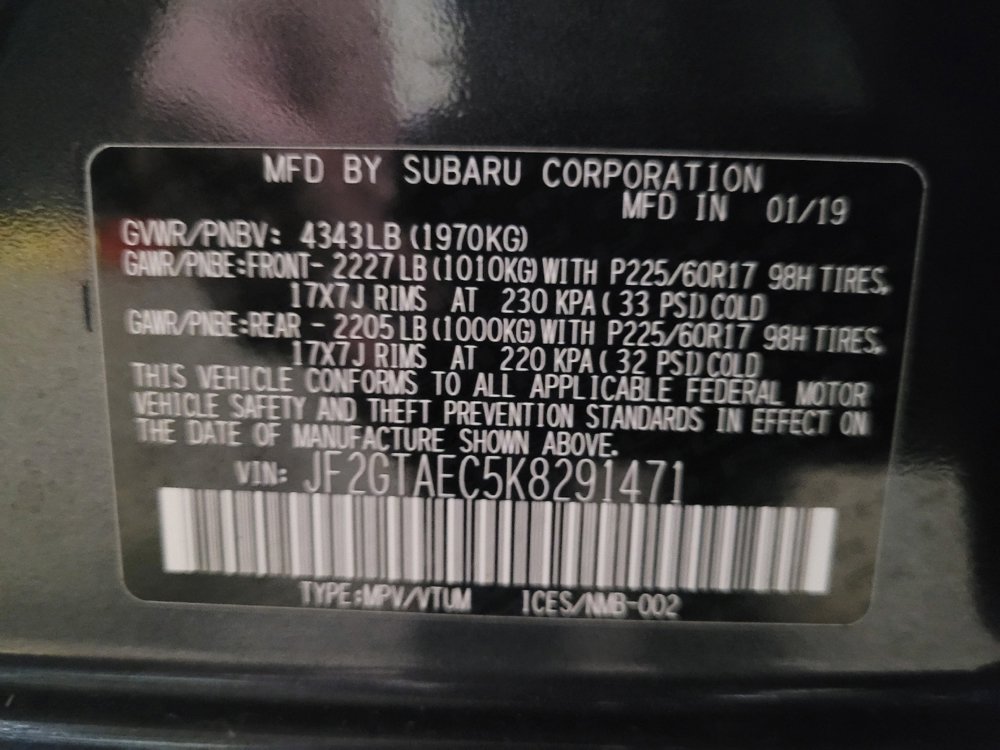 MFD BY SUBARU CORPORATION
MFD IN 01/19
GVWR/PNBV: 4343LB (1970KG)
GAWR/PNBE:FRONT- 2227LB(1010KG)WITH P225/60R17 98H TIRES,
17X7J RIMS AT 230 KPA( 33 PSI)COLD
GAWR/PNBE:REAR - 2205LB(1000KG)WITH P225/60R17 98H TIRES,
17X7J RIMS AT 220 KPA( 32 PSI)COLD
THIS VEHICLE CONFORMS TO ALL APPLICABLE FEDERAL MOTOR
VEHICLE SAFETY AND THEFT PREVENTION STANDARDS IN EFFECT ON
THE DATE OF MANUFACTURE SHOWN ABOVE.
VIN: JF2GTAEC5K8291471
TYPE:MPV/VTUM ICES/NMB-002